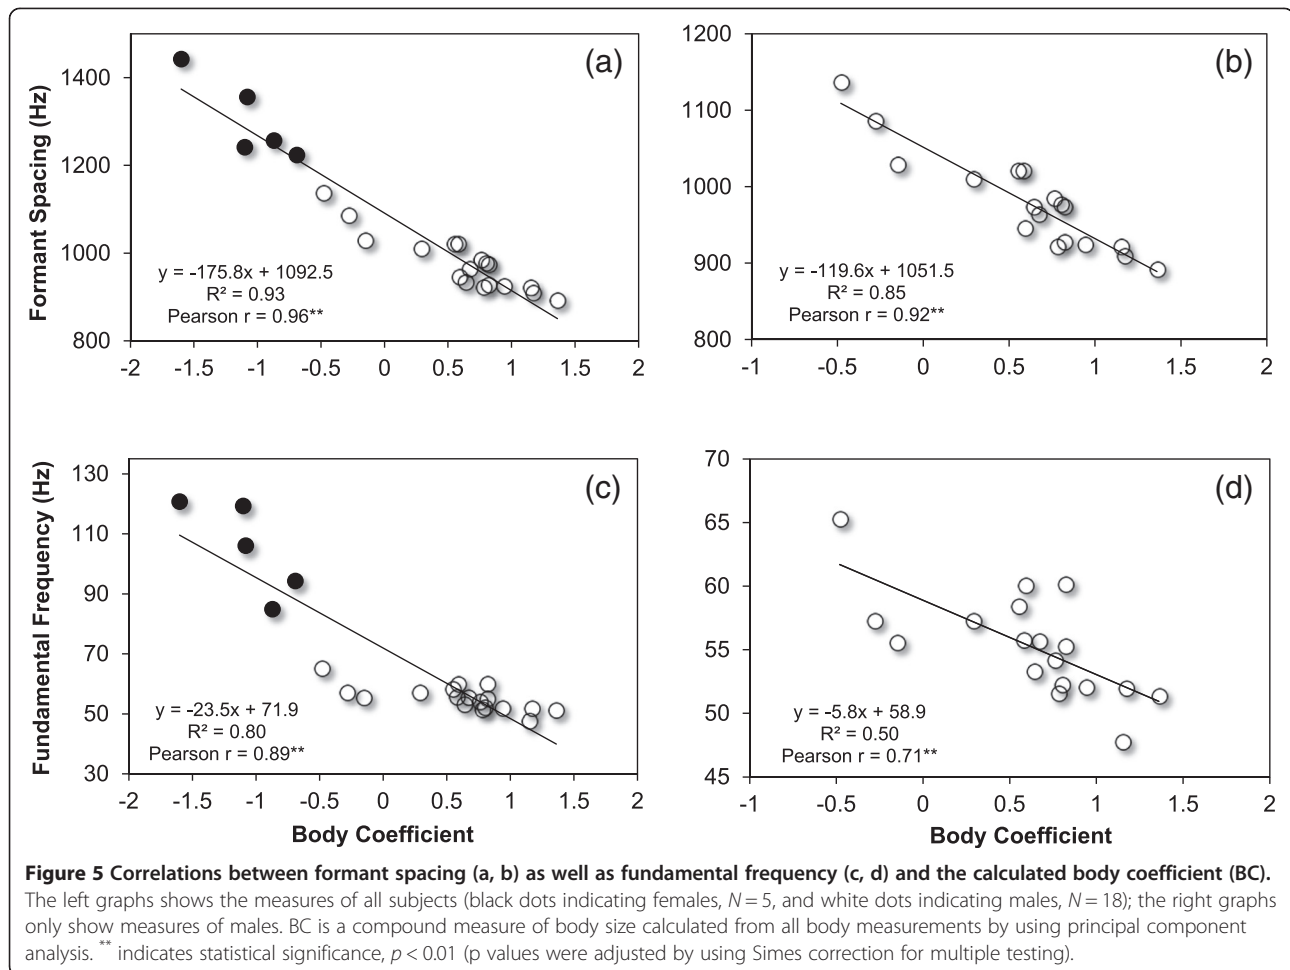 (a)
Formant Spacing (Hz)
1400
1200
1000
800
y = -175.8x + 1092.5
R² = 0.93
Pearson r = 0.96**
-2 -1.5 -1 -0.5 0 0.5 1 1.5 2
(b)
1200
1100
1000
900
800
y = -119.6x + 1051.5
R² = 0.85
Pearson r = 0.92**
-1 -0.5 0 0.5 1 1.5 2
(c)
Fundamental Frequency (Hz)
130
110
90
70
50
30
y = -23.5x + 71.9
R² = 0.80
Pearson r = 0.89**
-2 -1.5 -1 -0.5 0 0.5 1 1.5 2
Body Coefficient
(d)
70
65
60
55
50
45
y = -5.8x + 58.9
R² = 0.50
Pearson r = 0.71**
-1 -0.5 0 0.5 1 1.5 2
Body Coefficient
Figure 5 Correlations between formant spacing (a, b) as well as fundamental frequency (c, d) and the calculated body coefficient (BC).
The left graphs shows the measures of all subjects (black dots indicating females, N = 5, and white dots indicating males, N = 18); the right graphs
only show measures of males. BC is a compound measure of body size calculated from all body measurements by using principal component
analysis. ** indicates statistical significance, p < 0.01 (p values were adjusted by using Simes correction for multiple testing).